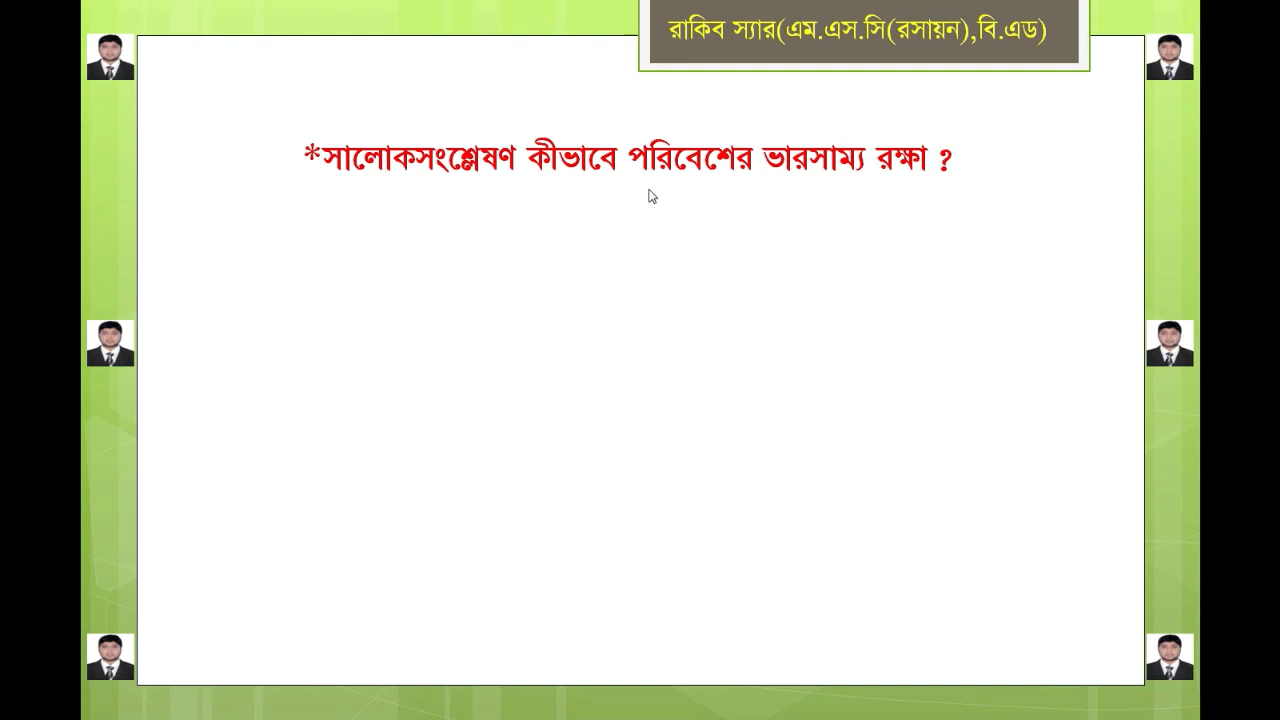 রাকিব স্যার(এম.এস.সি(রসায়ন),বি.এড)
*সালোকসংশ্লেষণ কীভাবে পরিবেশের ভারসাম্য রক্ষা ?